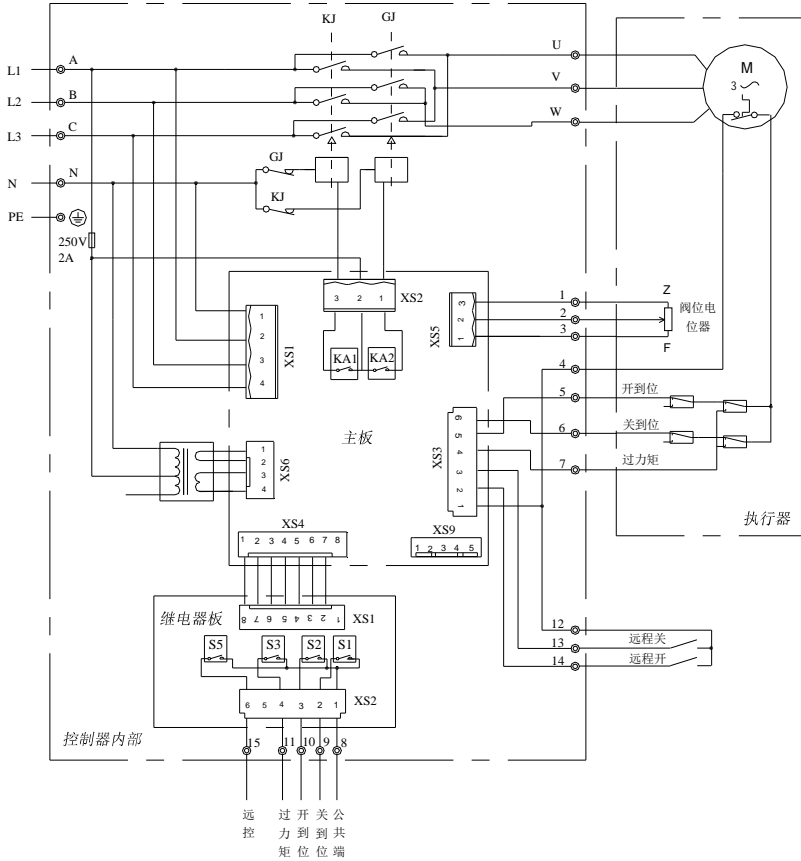 KJ
GJ
L1
A
U
L2
B
V
L3
C
W
M
3
N
N
GJ
KJ
PE
250V
2A
3 2 1
XS2
KA1
KA2
1
2
3
4
XS1
3
2
1
XS5
1
2
3
4
5
6
7
Z
F
阀位电
位器
开到位
关到位
过力矩
执行器
主板
6
5
4
3
2
1
XS3
1
2
3
4
XS6
XS4
1 2 3 4 5 6 7 8
XS9
1 2 3 4 5
继电器板
8 7 6 5 4 3 2 1
XS1
S5
S3
S2
S1
6 5 4 3 2 1
XS2
12
13
14
远程关
远程开
控制器内部
15
11
10
9
8
远控
过力矩
开到位
关到位
公共端